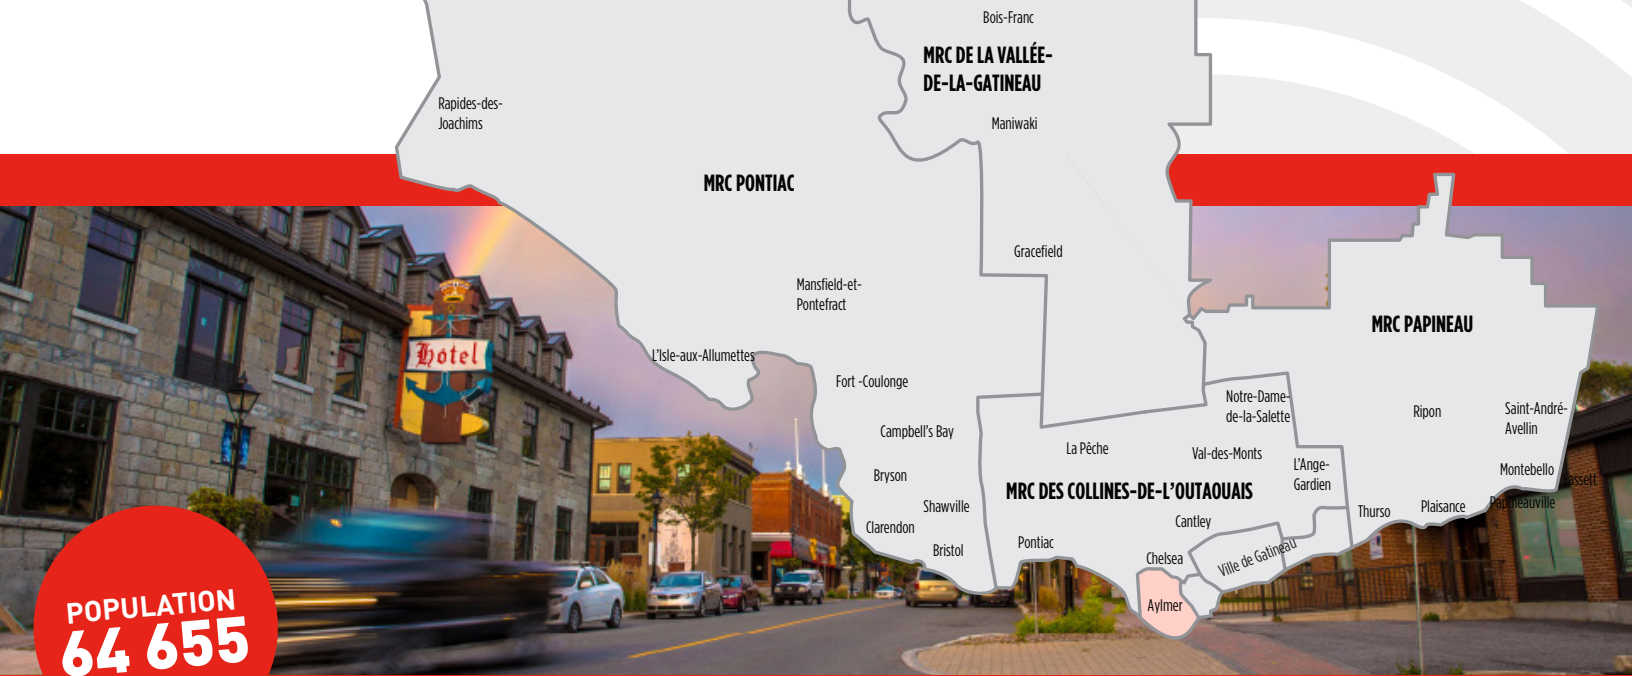 Bois-Franc
MRC DE LA VALLÉE-
DE-LA-GATINEAU
Rapides-des-
Joachims
Maniwaki
MRC PONTIAC
Gracefield
Mansfield-et-
Pontefract
MRC PAPINEAU
Hôtel
L'Isle-aux-Allumettes
Fort -Coulonge
Notre-Dame-
de-la-Salette
Ripon
Saint-André-
Avellin
Campbell's Bay
La Pêche
Val-des-Monts
L'Ange-
Gardien
Montebello
Bryson
MRC DES COLLINES-DE-L'OUTAOUAIS
Fassett
Shawville
Thurso
Plaisance
Papineauville
Clarendon
Cantley
Bristol
Pontiac
Chelsea
Ville de Gatineau
Aylmer
POPULATION
64 655